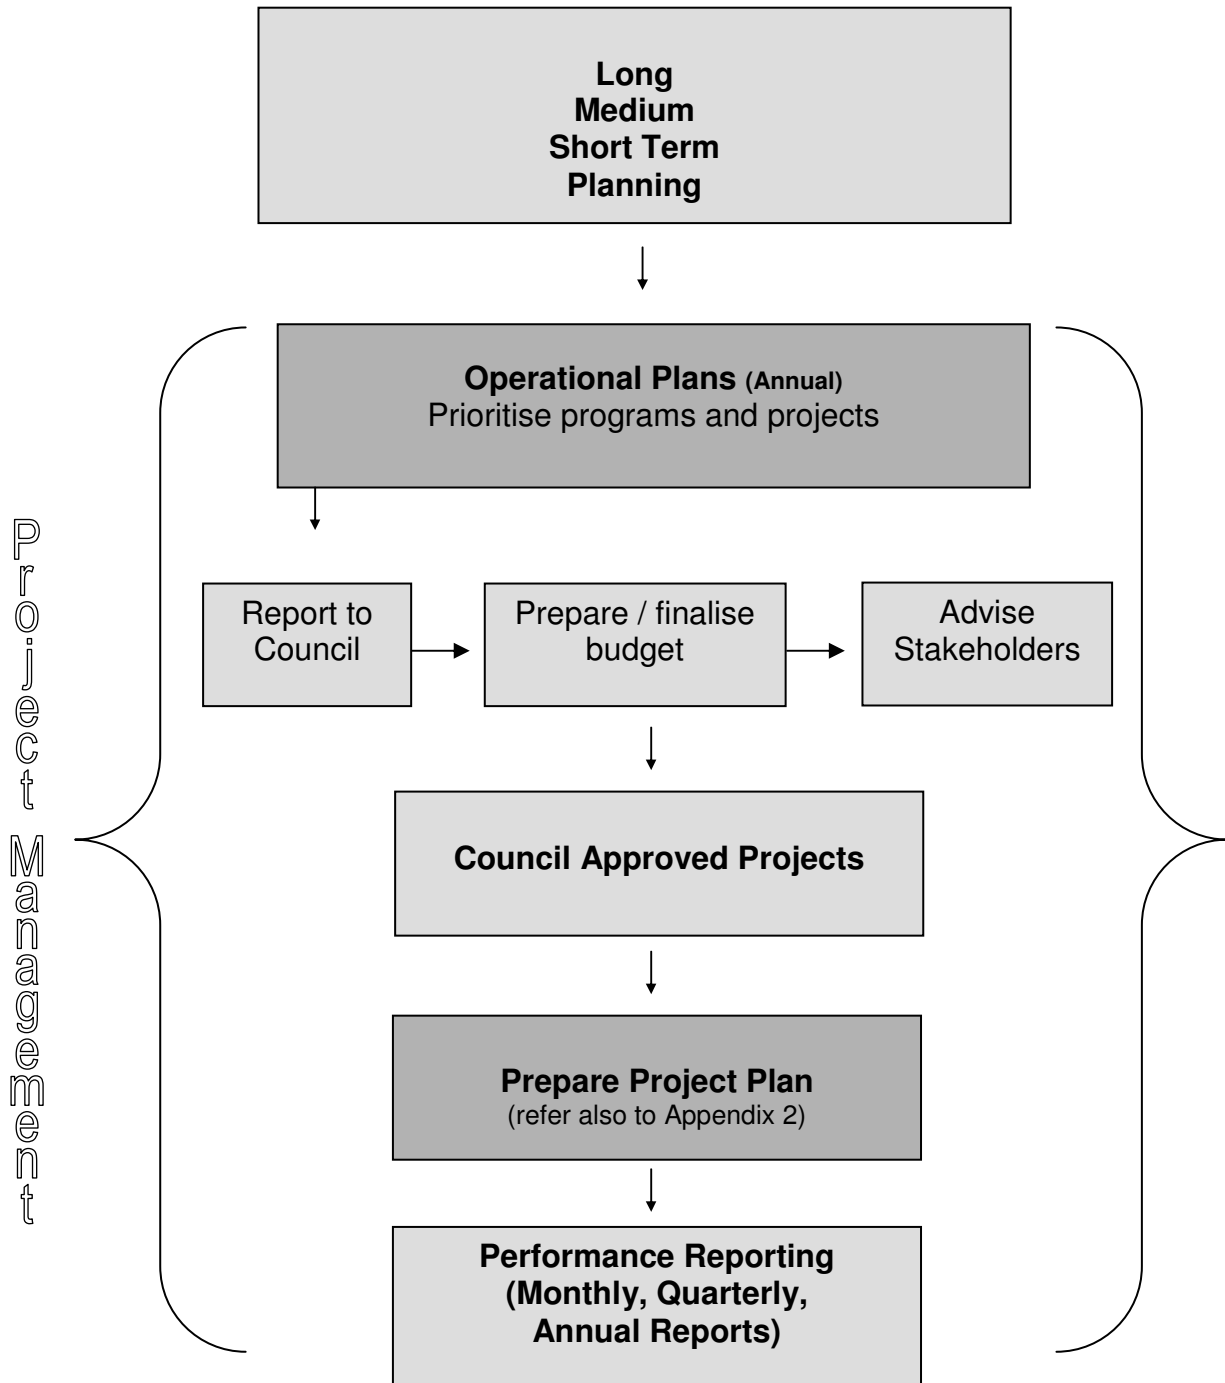 Long
Medium
Short Term
Planning
Operational Plans (Annual)
Prioritise programs and projects
Report to
Council
Prepare / finalise
budget
Advise
Stakeholders
Council Approved Projects
Prepare Project Plan
(refer also to Appendix 2)
Performance Reporting
(Monthly, Quarterly,
Annual Reports)
Project Management